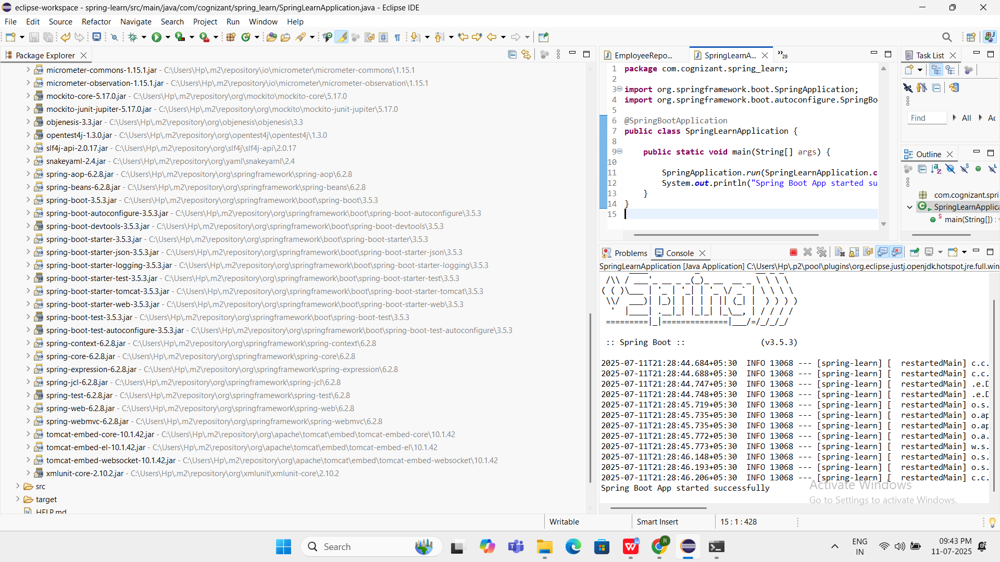 eclipse-workspace - spring-learn/src/main/java/com/cognizant/spring_learn/SpringLearnApplication.java - Eclipse IDE
File Edit Source Refactor Navigate Search Project Run Window Help
Package Explorer
micrometer-commons-1.15.1.jar - C:\Users\Hp\.m2\repository\io\micrometer\micrometer-commons\1.15.1
micrometer-observation-1.15.1.jar - C:\Users\Hp\.m2\repository\io\micrometer\micrometer-observation\1.15.1
mockito-core-5.17.0.jar - C:\Users\Hp\.m2\repository\org\mockito\mockito-core\5.17.0
mockito-junit-jupiter-5.17.0.jar - C:\Users\Hp\.m2\repository\org\mockito\mockito-junit-jupiter\5.17.0
objenesis-3.3.jar - C:\Users\Hp\.m2\repository\org\objenesis\objenesis\3.3
opentest4j-1.3.0.jar - C:\Users\Hp\.m2\repository\org\opentest4j\opentest4j\1.3.0
slf4j-api-2.0.17.jar - C:\Users\Hp\.m2\repository\org\slf4j\slf4j-api\2.0.17
snakeyaml-2.4.jar - C:\Users\Hp\.m2\repository\org\yaml\snakeyaml\2.4
spring-aop-6.2.8.jar - C:\Users\Hp\.m2\repository\org\springframework\spring-aop\6.2.8
spring-beans-6.2.8.jar - C:\Users\Hp\.m2\repository\org\springframework\spring-beans\6.2.8
spring-boot-3.5.3.jar - C:\Users\Hp\.m2\repository\org\springframework\boot\spring-boot\3.5.3
spring-boot-autoconfigure-3.5.3.jar - C:\Users\Hp\.m2\repository\org\springframework\boot\spring-boot-autoconfigure\3.5.3
spring-boot-devtools-3.5.3.jar - C:\Users\Hp\.m2\repository\org\springframework\boot\spring-boot-devtools\3.5.3
spring-boot-starter-3.5.3.jar - C:\Users\Hp\.m2\repository\org\springframework\boot\spring-boot-starter\3.5.3
spring-boot-starter-json-3.5.3.jar - C:\Users\Hp\.m2\repository\org\springframework\boot\spring-boot-starter-json\3.5.3
spring-boot-starter-logging-3.5.3.jar - C:\Users\Hp\.m2\repository\org\springframework\boot\spring-boot-starter-logging\3.5.3
spring-boot-starter-test-3.5.3.jar - C:\Users\Hp\.m2\repository\org\springframework\boot\spring-boot-starter-test\3.5.3
spring-boot-starter-tomcat-3.5.3.jar - C:\Users\Hp\.m2\repository\org\springframework\boot\spring-boot-starter-tomcat\3.5.3
spring-boot-starter-web-3.5.3.jar - C:\Users\Hp\.m2\repository\org\springframework\boot\spring-boot-starter-web\3.5.3
spring-boot-test-3.5.3.jar - C:\Users\Hp\.m2\repository\org\springframework\boot\spring-boot-test\3.5.3
spring-boot-test-autoconfigure-3.5.3.jar - C:\Users\Hp\.m2\repository\org\springframework\boot\spring-boot-test-autoconfigure\3.5.3
spring-context-6.2.8.jar - C:\Users\Hp\.m2\repository\org\springframework\spring-context\6.2.8
spring-core-6.2.8.jar - C:\Users\Hp\.m2\repository\org\springframework\spring-core\6.2.8
spring-expression-6.2.8.jar - C:\Users\Hp\.m2\repository\org\springframework\spring-expression\6.2.8
spring-jcl-6.2.8.jar - C:\Users\Hp\.m2\repository\org\springframework\spring-jcl\6.2.8
spring-test-6.2.8.jar - C:\Users\Hp\.m2\repository\org\springframework\spring-test\6.2.8
spring-web-6.2.8.jar - C:\Users\Hp\.m2\repository\org\springframework\spring-web\6.2.8
spring-webmvc-6.2.8.jar - C:\Users\Hp\.m2\repository\org\springframework\spring-webmvc\6.2.8
tomcat-embed-core-10.1.42.jar - C:\Users\Hp\.m2\repository\org\apache\tomcat\embed\tomcat-embed-core\10.1.42
tomcat-embed-el-10.1.42.jar - C:\Users\Hp\.m2\repository\org\apache\tomcat\embed\tomcat-embed-el\10.1.42
tomcat-embed-websocket-10.1.42.jar - C:\Users\Hp\.m2\repository\org\apache\tomcat\embed\tomcat-embed-websocket\10.1.42
xmlunit-core-2.10.2.jar - C:\Users\Hp\.m2\repository\org\xmlunit\xmlunit-core\2.10.2
src
target
HELP.md
EmployeeRepo... SpringLearnA... »29
1 package com.cognizant.spring_learn;
2
3 import org.springframework.boot.SpringApplication;
4 import org.springframework.boot.autoconfigure.SpringBo
5
6 @SpringBootApplication
7 public class SpringLearnApplication {
8
9 public static void main(String[] args) {
10
11 SpringApplication.run(SpringLearnApplication.c
12 System.out.println("Spring Boot App started su
13 }
14 }
15
Task List
Find All Ac
Outline
com.cognizant.spri
SpringLearnApplica
main(String[]) : v
Problems Console
SpringLearnApplication [Java Application] C:\Users\Hp\.p2\pool\plugins\org.eclipse.justj.openjdk.hotspot.jre.full.win
/\\ / ___'_ __ _ _(_)_ __  __ _ \ \ \ \
( ( )\___ | '_ | '_| | '_ \/ _` | \ \ \ \
\\/  ___)| |_)| | | | | || (_| |  ) ) ) )
'  |____| .__|_| |_|_| |_\__, | / / / /
=========|_|==============|___/=/_/_/_/
:: Spring Boot :: (v3.5.3)
2025-07-11T21:28:44.684+05:30 INFO 13068 --- [spring-learn] [ restartedMain] c.c.
2025-07-11T21:28:44.688+05:30 INFO 13068 --- [spring-learn] [ restartedMain] c.c.
2025-07-11T21:28:44.747+05:30 INFO 13068 --- [spring-learn] [ restartedMain] .e.D
2025-07-11T21:28:44.748+05:30 INFO 13068 --- [spring-learn] [ restartedMain] .e.D
2025-07-11T21:28:45.719+05:30 INFO 13068 --- [spring-learn] [ restartedMain] o.s.
2025-07-11T21:28:45.735+05:30 INFO 13068 --- [spring-learn] [ restartedMain] o.ap
2025-07-11T21:28:45.735+05:30 INFO 13068 --- [spring-learn] [ restartedMain] o.ap
2025-07-11T21:28:45.772+05:30 INFO 13068 --- [spring-learn] [ restartedMain] o.a.
2025-07-11T21:28:45.773+05:30 INFO 13068 --- [spring-learn] [ restartedMain] w.s.
2025-07-11T21:28:46.148+05:30 INFO 13068 --- [spring-learn] [ restartedMain] o.s.
2025-07-11T21:28:46.193+05:30 INFO 13068 --- [spring-learn] [ restartedMain] o.s.
2025-07-11T21:28:46.206+05:30 INFO 13068 --- [spring-learn] [ restartedMain] c.c.
Spring Boot App started successfully
Activate Windows
Go to Settings to activate Windows.
Writable Smart Insert 15 : 1 : 428
Search
ENG
IN
09:43 PM
11-07-2025